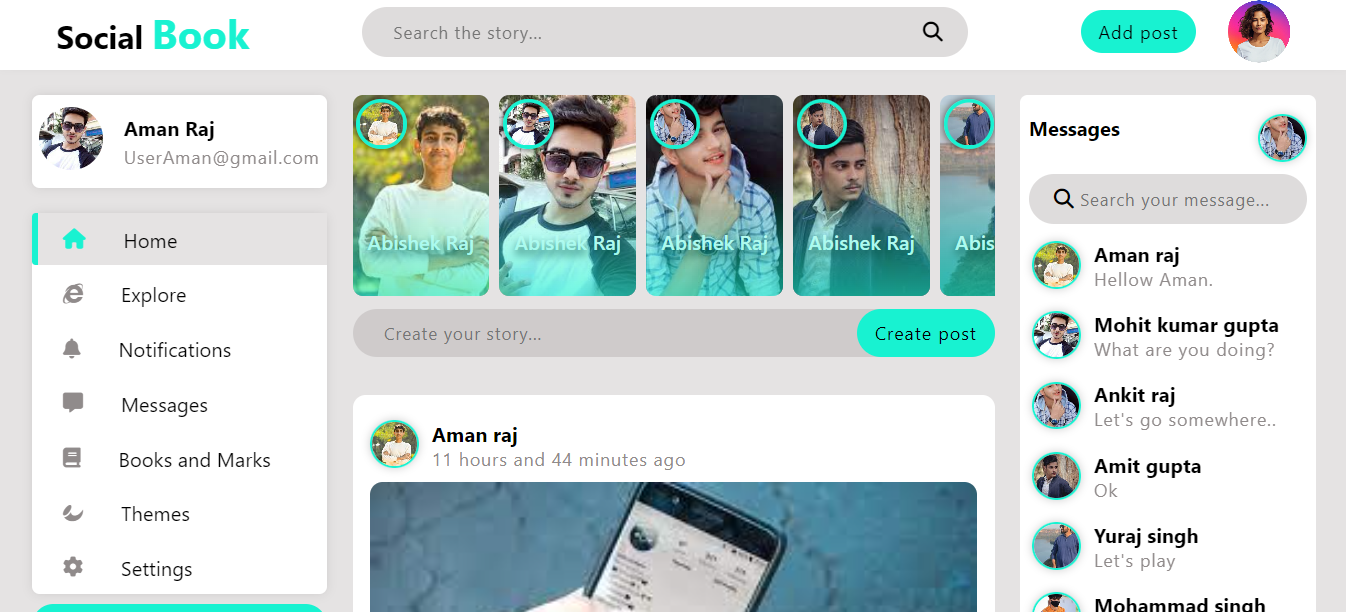 Social Book
Search the story...
Add post
Aman Raj
UserAman@gmail.com
Home
Explore
Notifications
Messages
Books and Marks
Themes
Settings
Abishek Raj
Abishek Raj
Abishek Raj
Abishek Raj
Abis
Create your story...
Create post
Aman raj
11 hours and 44 minutes ago
Messages
Search your message...
Aman raj
Hellow Aman.
Mohit kumar gupta
What are you doing?
Ankit raj
Let's go somewhere..
Amit gupta
Ok
Yuraj singh
Let's play
Mohammad singh